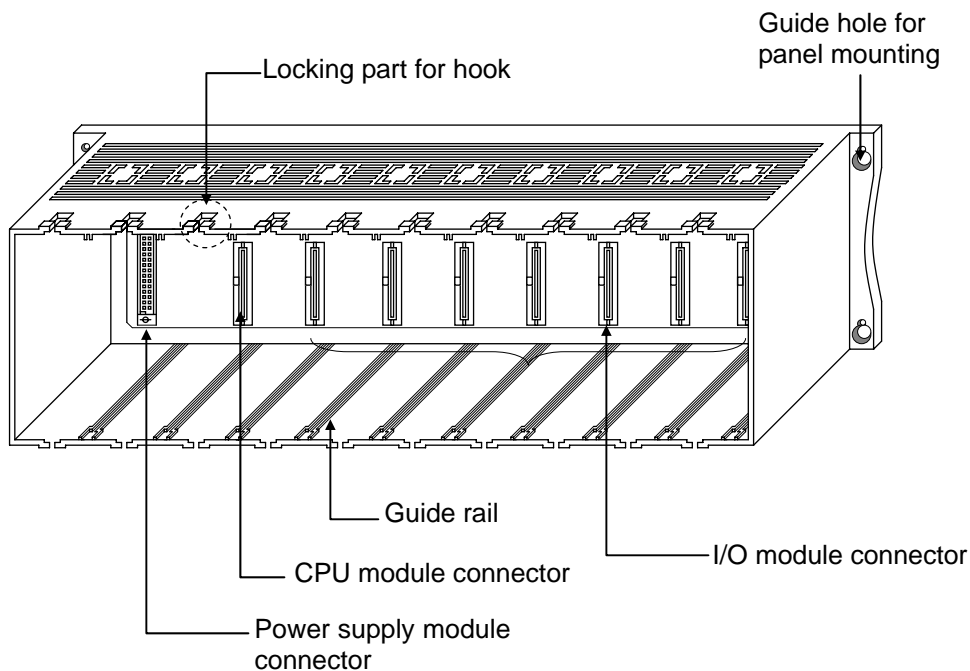 Guide hole for
panel mounting
Locking part for hook
Guide rail
I/O module connector
CPU module connector
Power supply module
connector